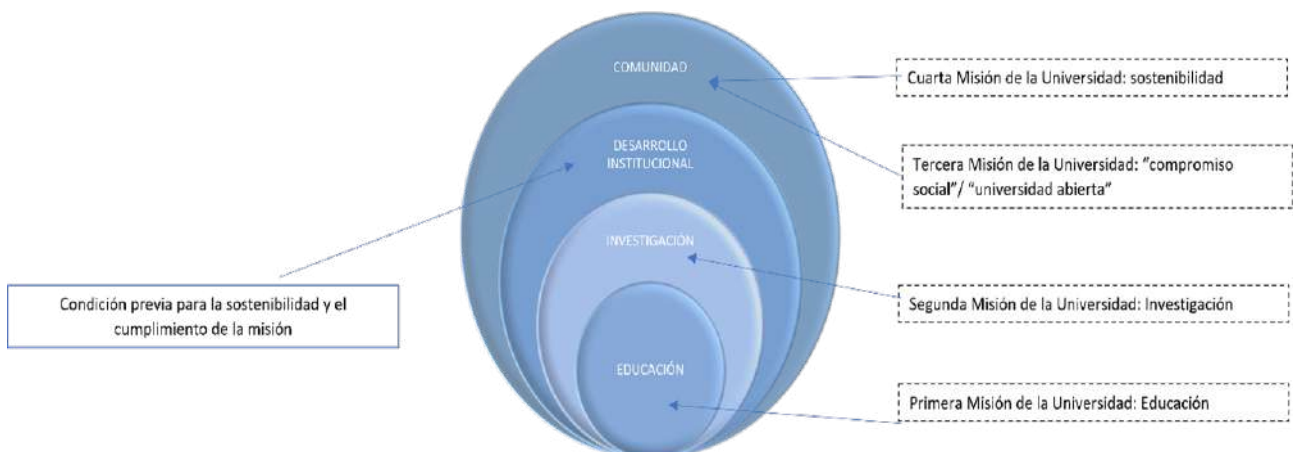 COMUNIDAD
Cuarta Misión de la Universidad: sostenibilidad
DESARROLLO
INSTITUCIONAL
Tercera Misión de la Universidad: “compromiso
social”/ “universidad abierta”
INVESTIGACIÓN
Condición previa para la sostenibilidad y el
cumplimiento de la misión
Segunda Misión de la Universidad: Investigación
EDUCACIÓN
Primera Misión de la Universidad: Educación